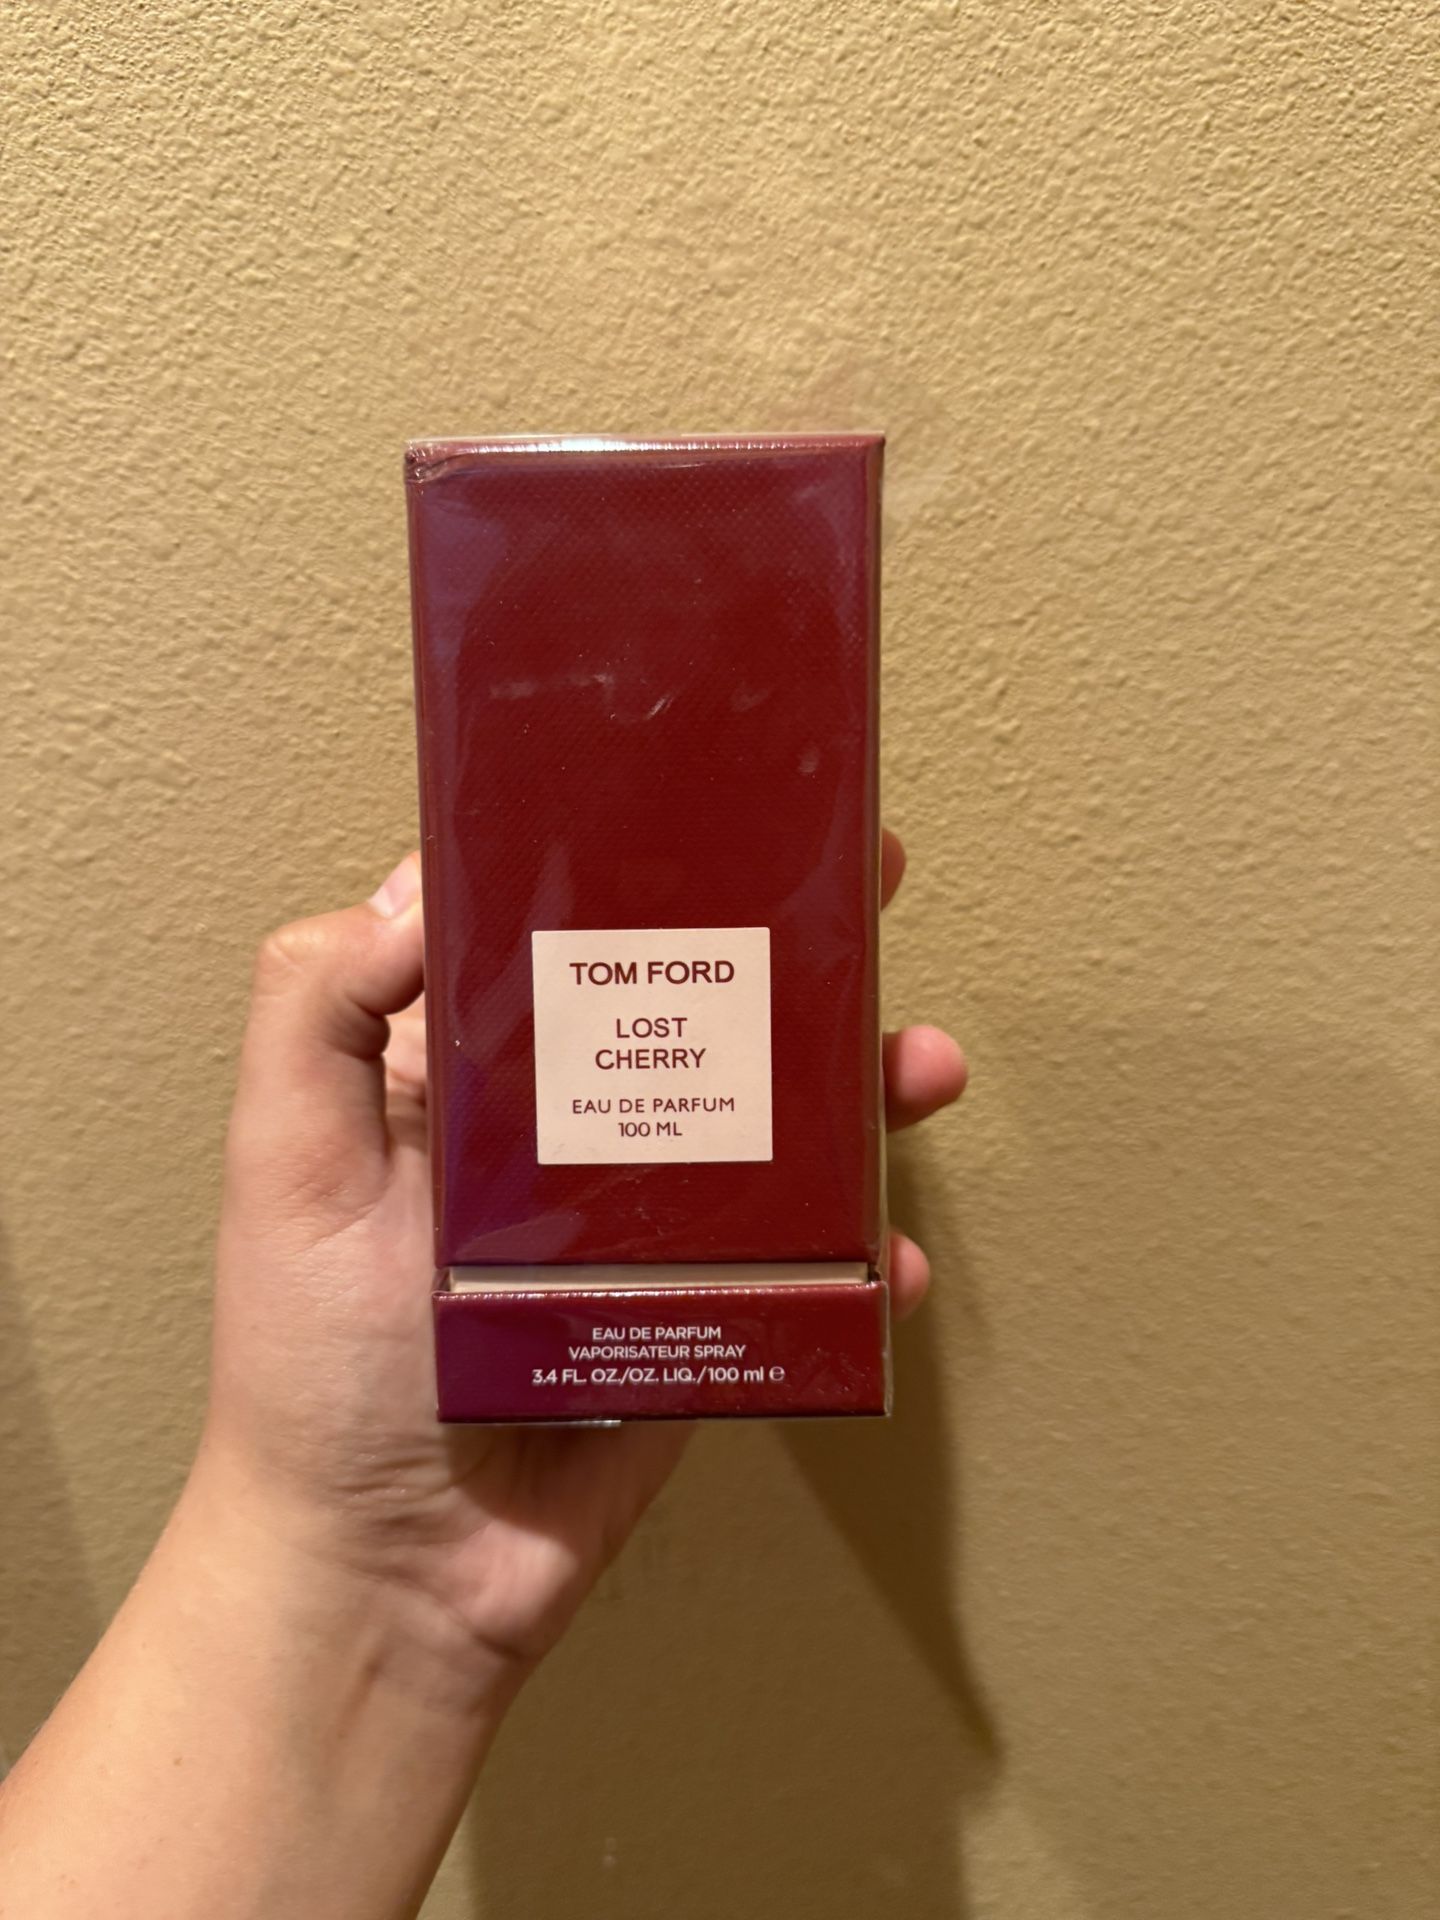 TOM FORD
LOST
CHERRY
EAU DE PARFUM
100 ML
EAU DE PARFUM
VAPORISATEUR SPRAY
3.4 FL. OZ./OZ. LIQ./100 ml ℮